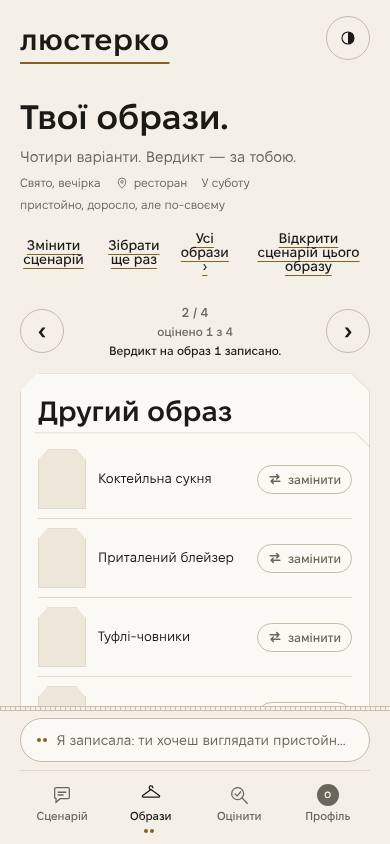 люстерко
Твої образи.
Чотири варіанти. Вердикт — за тобою.
Свято, вечірка ресторан У суботу
пристойно, доросло, але по-своєму
Змінити сценарій
Зібрати ще раз
Усі образи ›
Відкрити сценарій цього образу
2 / 4
‹ оцінено 1 з 4 ›
Вердикт на образ 1 записано.
Другий образ
Коктейльна сукня замінити
Приталений блейзер замінити
Туфлі-човники замінити
Я записала: ти хочеш виглядати пристойн…
О
Сценарій Образи Оцінити Профіль